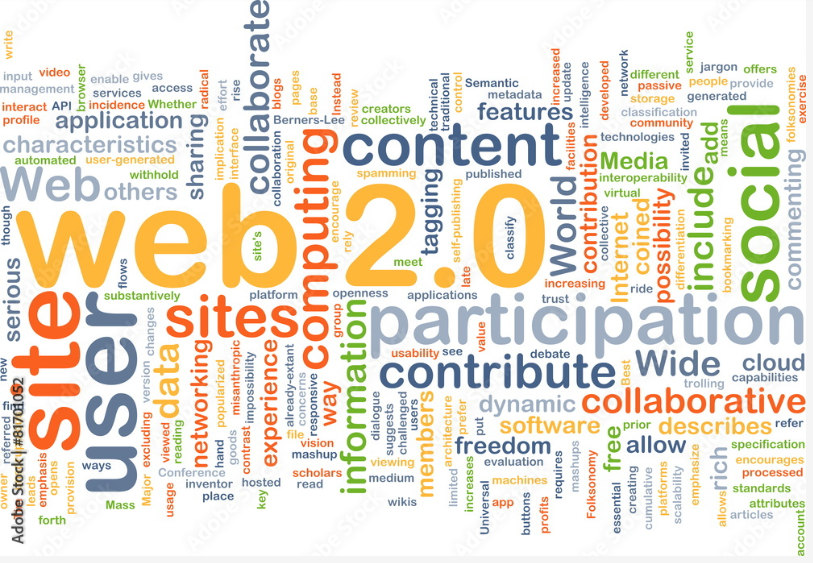 write
input
video
management
browser
enable
gives
services
access
interact
API
incidence
Whether
radical
profile
application
characteristics
automated
user-generated
withhold
Web
others
sharing
implication
interface
effort
rise
collaborate
blogs
pages
base
Instead
review
Berners-Lee
collaboration
original
creators
collectively
technical
traditional
control
Semantic
metadata
features
increased
update
intelligence
developed
network
service
different
passive
storage
jargon
offers
people
provide
generated
classification
community
technologies
folksonomies
exercise
content
facilities
contribution
Media
interoperability
virtual
invited
add
means
social
commenting
spamming
published
computing
encourage
rely
tagging
self-publishing
classify
World
collective
Internet
coined
possibility
differentiation
include
bookmarking
web 2.0
site's
meet
late
though
serious
flows
substantively
platform
openness
applications
increasing
ride
trust
site
user
changes
version
sites
group
participation
value
usability
see
debate
contribute
Best
Wide
trolling
cloud
capabilities
new
data
networking
popularized
misanthropic
impossibility
experience
already-extant
concerns
responsive
way
information
dialogue
suggests
challenged
users
members
architecture
prefer
put
dynamic
collaborative
software
prior
describes
refer
referred
owner
leads
emphasis
opens
provision
ways
Mass
forth
Major
excluding
viewed
reading
usage
Conference
inventor
place
hand
goods
contrast
hosted
key
file
vision
mashup
scholars
read
viewing
medium
wikis
limited
increases
freedom
evaluation
machines
Universal
app
buttons
profits
requires
mashups
Folksonomy
free
allow
essential
creating
cumulative
platforms
scalability
emphasize
allows
rich
specification
encourages
processed
standards
attributes
articles
accounts
Adobe Stock | #81701052